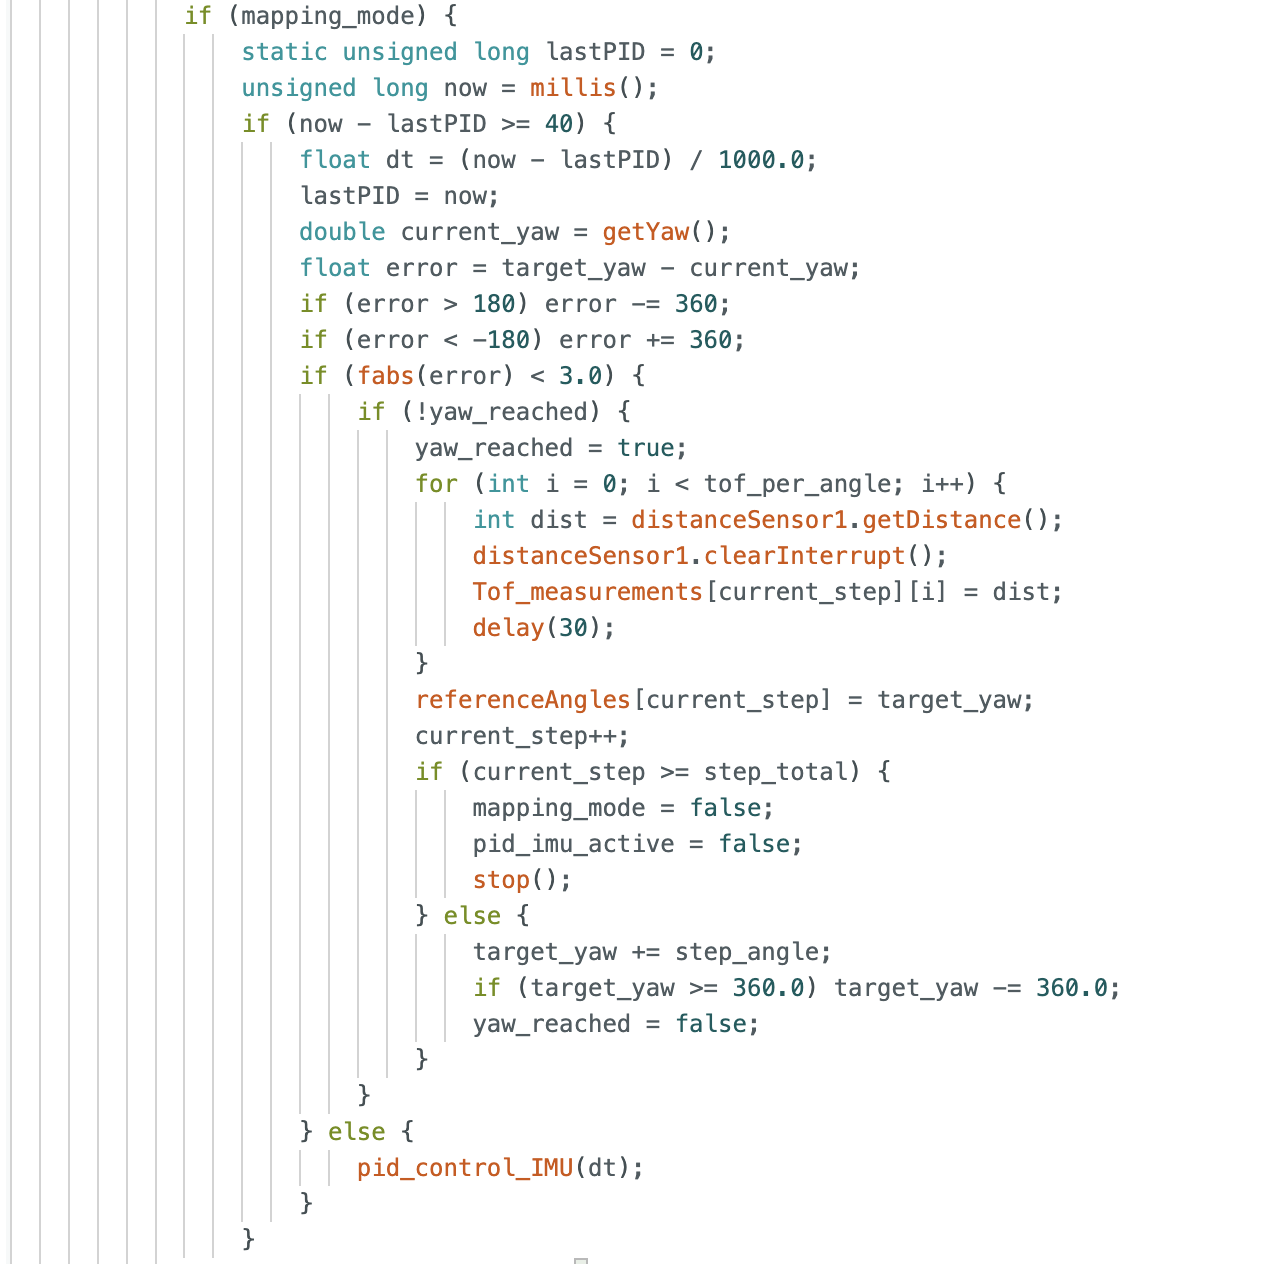 if (mapping_mode) {
static unsigned long lastPID = 0;
unsigned long now = millis();
if (now - lastPID >= 40) {
float dt = (now - lastPID) / 1000.0;
lastPID = now;
double current_yaw = getYaw();
float error = target_yaw - current_yaw;
if (error > 180) error -= 360;
if (error < -180) error += 360;
if (fabs(error) < 3.0) {
if (!yaw_reached) {
yaw_reached = true;
for (int i = 0; i < tof_per_angle; i++) {
int dist = distanceSensor1.getDistance();
distanceSensor1.clearInterrupt();
Tof_measurements[current_step][i] = dist;
delay(30);
}
referenceAngles[current_step] = target_yaw;
current_step++;
if (current_step >= step_total) {
mapping_mode = false;
pid_imu_active = false;
stop();
} else {
target_yaw += step_angle;
if (target_yaw >= 360.0) target_yaw -= 360.0;
yaw_reached = false;
}
}
} else {
pid_control_IMU(dt);
}
}